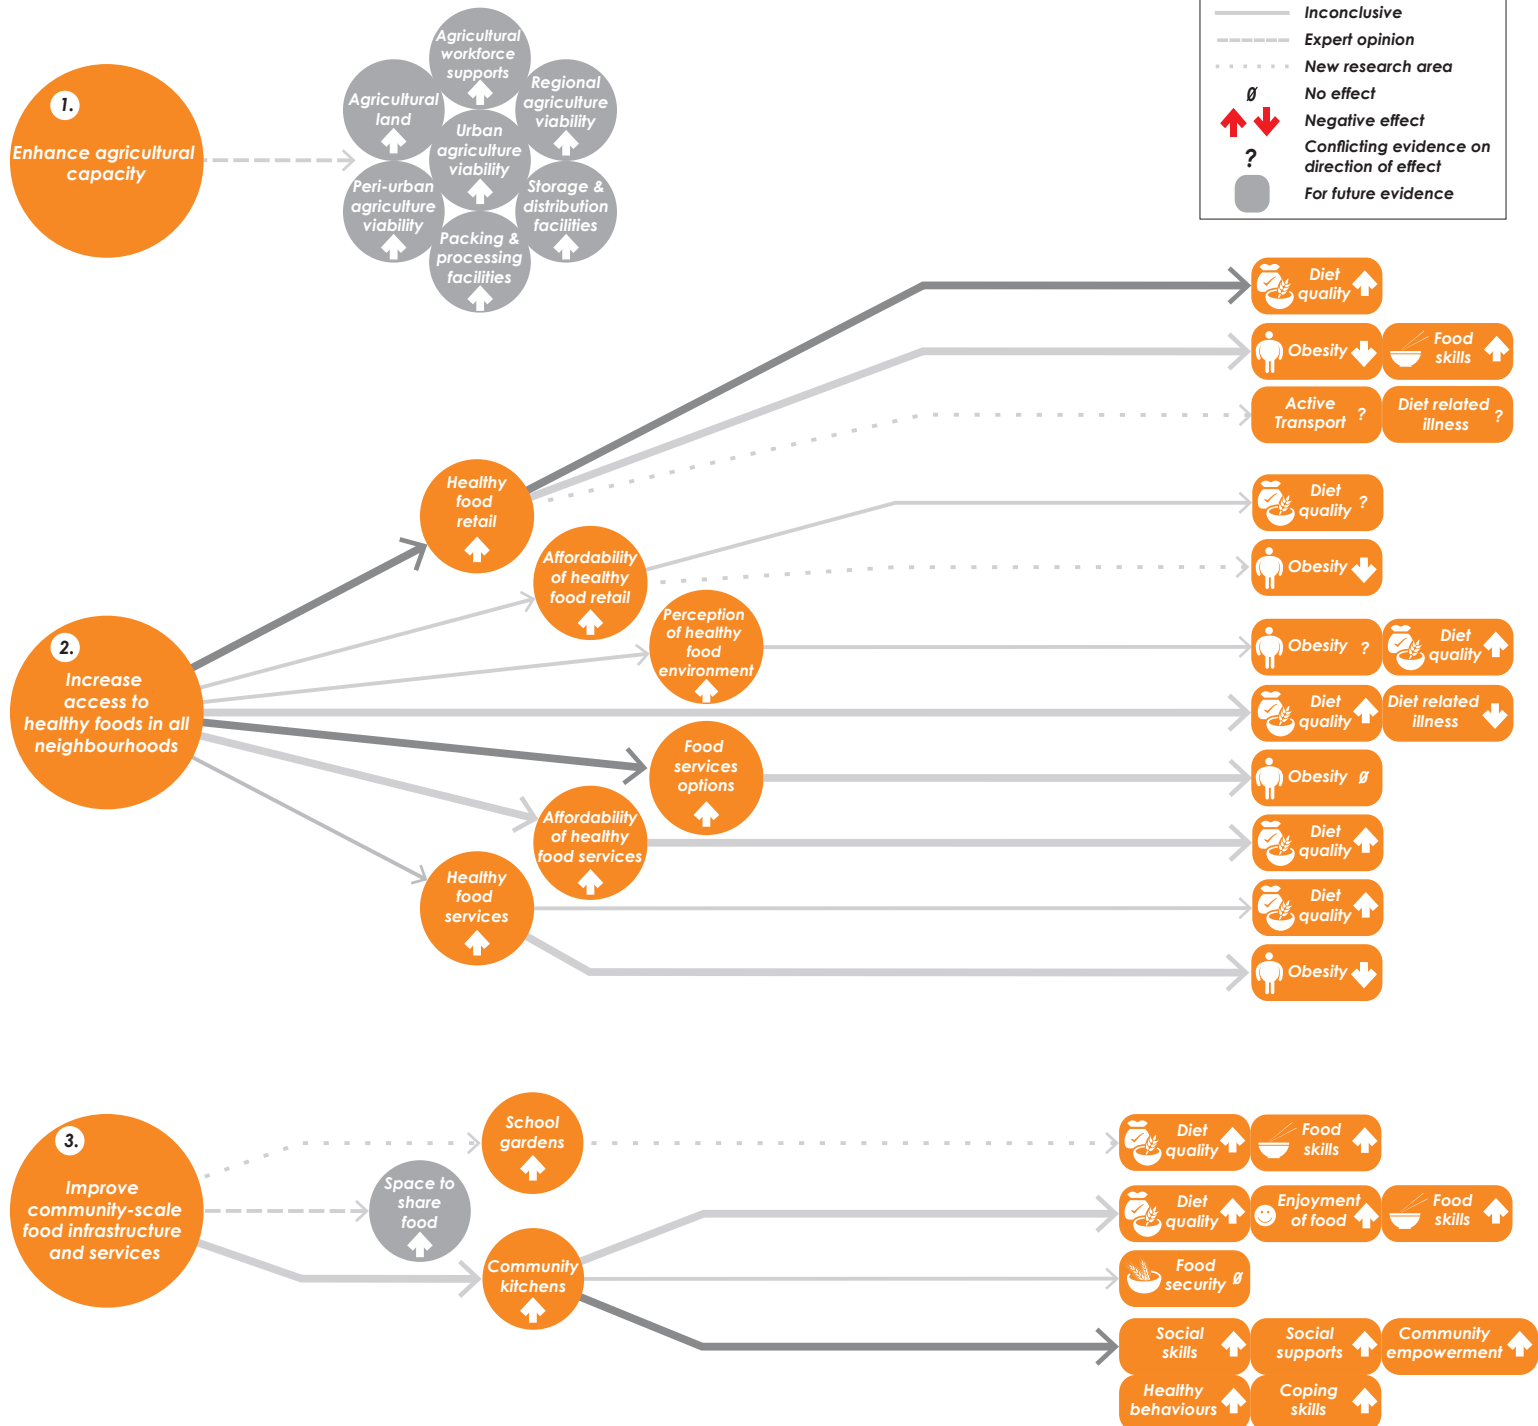 Inconclusive
Expert opinion
New research area
Ø
No effect
Negative effect
?
Conflicting evidence on
direction of effect
For future evidence
1.
Enhance agricultural
capacity
Agricultural
workforce
supports
Agricultural
land
Regional
agriculture
viability
Urban
agriculture
viability
Peri-urban
agriculture
viability
Storage &
distribution
facilities
Packing &
processing
facilities
2.
Increase
access to
healthy foods in all
neighbourhoods
Healthy
food
retail
Affordability
of healthy
food retail
Perception
of healthy
food
environment
Food
services
options
Affordability
of healthy
food services
Healthy
food
services
Diet
quality
Obesity
Food
skills
Active
Transport ?
Diet related
illness ?
Diet
quality ?
Obesity
Obesity ?
Diet
quality
Diet
quality
Diet related
illness
Obesity Ø
Diet
quality
Diet
quality
Obesity
3.
Improve
community-scale
food infrastructure
and services
School
gardens
Space to
share
food
Community
kitchens
Diet
quality
Food
skills
Diet
quality
Enjoyment
of food
Food
skills
Food
security Ø
Social
skills
Social
supports
Community
empowerment
Healthy
behaviours
Coping
skills